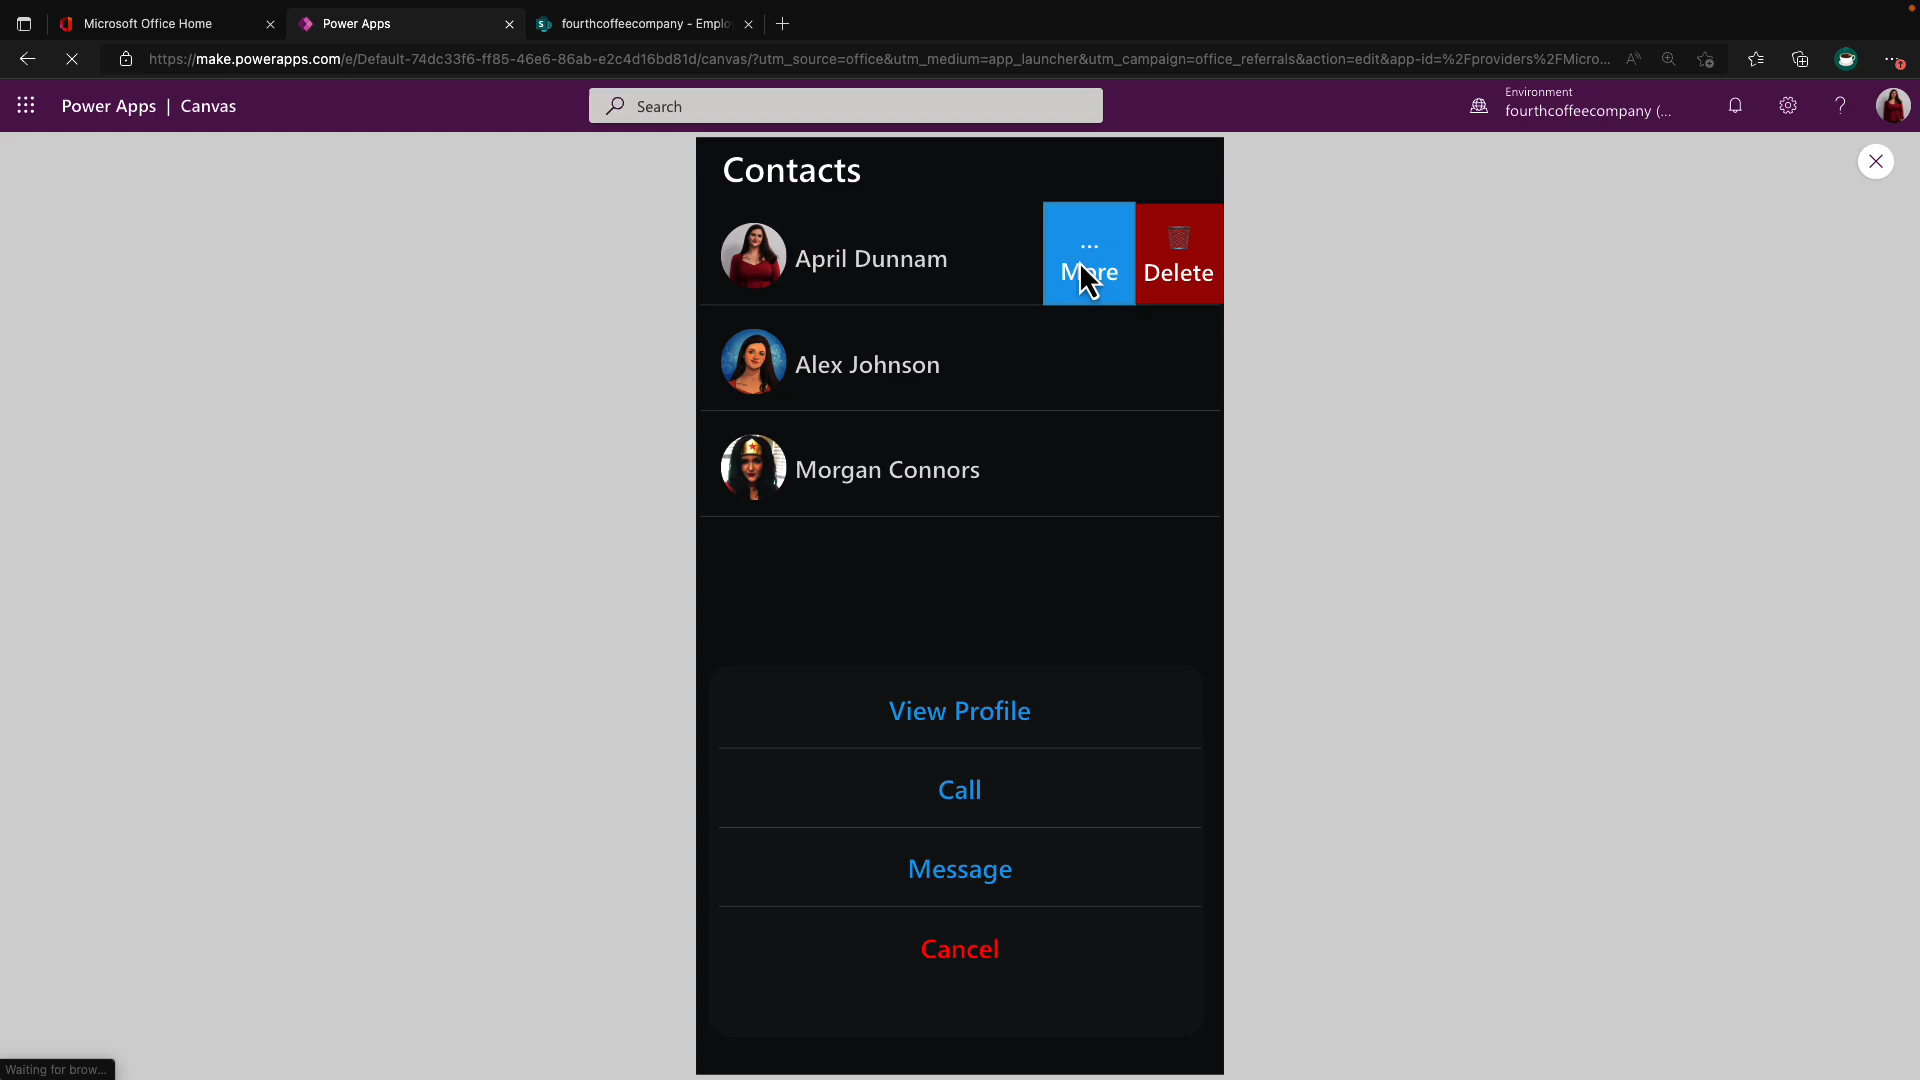 Microsoft Office Home
Power Apps
fourthcoffeecompany - Emplo
https://make.powerapps.com/e/Default-74dc33f6-ff85-46e6-86ab-e2c4d16bd81d/canvas/?utm_source=office&utm_medium=app_launcher&utm_campaign=office_referrals&action=edit&app-id=%2Fproviders%2FMicro...
Power Apps | Canvas
Search
Environment
fourthcoffeecompany (...
Contacts
April Dunnam
...
More
Delete
Alex Johnson
Morgan Connors
View Profile
Call
Message
Cancel
Waiting for brow...